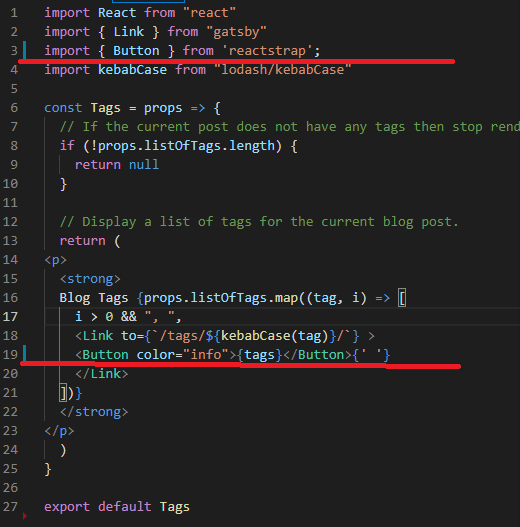 1 import React from "react"
2 import { Link } from "gatsby"
3 import { Button } from 'reactstrap';
4 import kebabCase from "lodash/kebabCase"
5
6 const Tags = props => {
7 // If the current post does not have any tags then stop rend
8 if (!props.listOfTags.length) {
9 return null
10 }
11
12 // Display a list of tags for the current blog post.
13 return (
14 <p>
15 <strong>
16 Blog Tags {props.listOfTags.map((tag, i) => [
17 i > 0 && ", ",
18 <Link to={`/tags/${kebabCase(tag)}/`} >
19 <Button color="info">{tags}</Button>{' '}
20 </Link>
21 ])}
22 </strong>
23 </p>
24 )
25 }
26
27 export default Tags